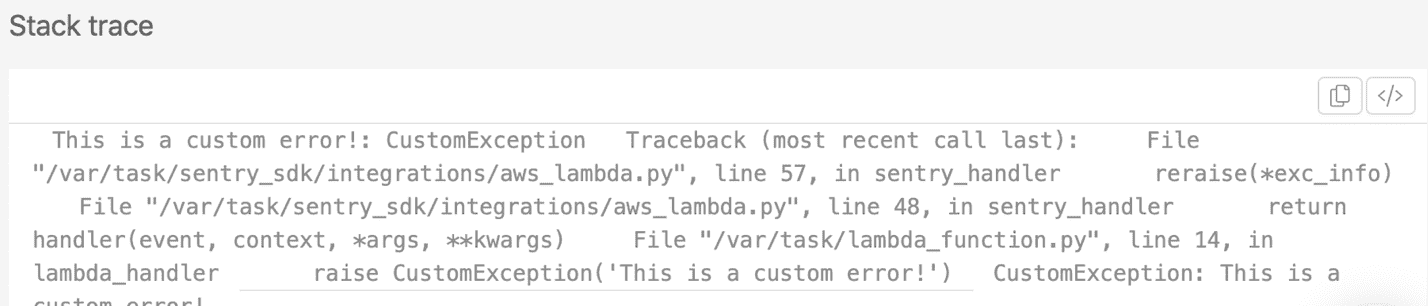 Stack trace
This is a custom error!: CustomException   Traceback (most recent call last):     File
"/var/task/sentry_sdk/integrations/aws_lambda.py", line 57, in sentry_handler       reraise(*exc_info)
File "/var/task/sentry_sdk/integrations/aws_lambda.py", line 48, in sentry_handler       return
handler(event, context, *args, **kwargs)     File "/var/task/lambda_function.py", line 14, in
lambda_handler       raise CustomException('This is a custom error!')   CustomException: This is a
custom error!